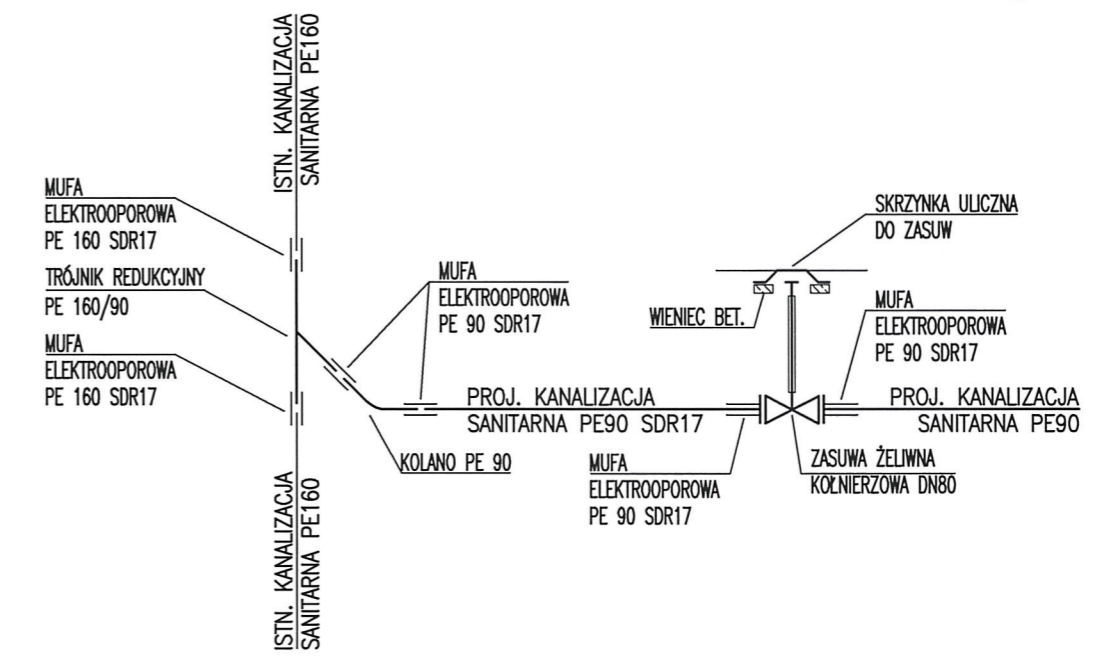 ISTN. KANALIZACJA
SANITARNA PE160
MUFA
ELEKTROOPOROWA
PE 160 SDR17
TRÓJNIK REDUKCYJNY
PE 160/90
MUFA
ELEKTROOPOROWA
PE 160 SDR17
ISTN. KANALIZACJA
SANITARNA PE160
MUFA
ELEKTROOPOROWA
PE 90 SDR17
KOLANO PE 90
PROJ. KANALIZACJA
SANITARNA PE90 SDR17
SKRZYNKA ULICZNA
DO ZASUW
WIENIEC BET.
MUFA
ELEKTROOPOROWA
PE 90 SDR17
MUFA
ELEKTROOPOROWA
PE 90 SDR17
ZASUWA ŻELIWNA
KOŁNIERZOWA DN80
PROJ. KANALIZACJA
SANITARNA PE90